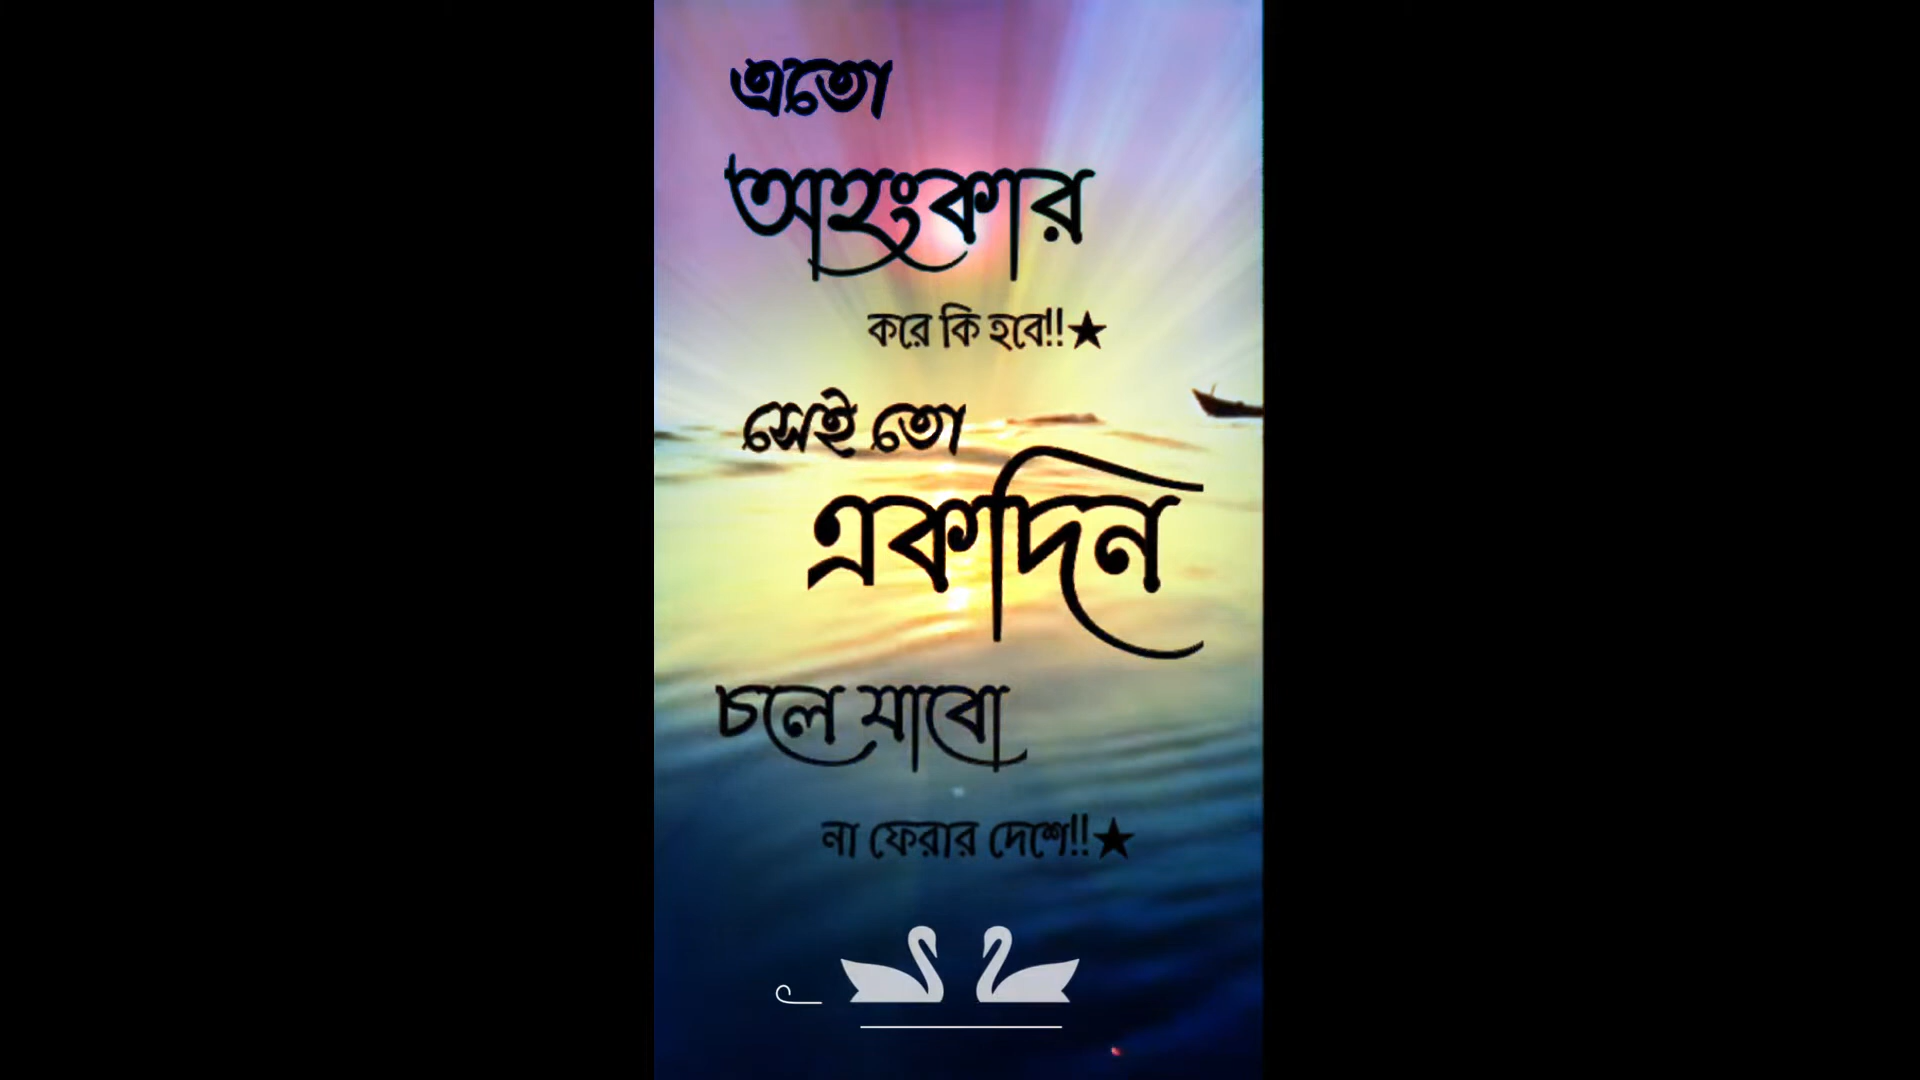 এতো
অহংকার
করে কি হবে!!★
সেই তো
একদিন
চলে যাবো
না ফেরার দেশে!!★